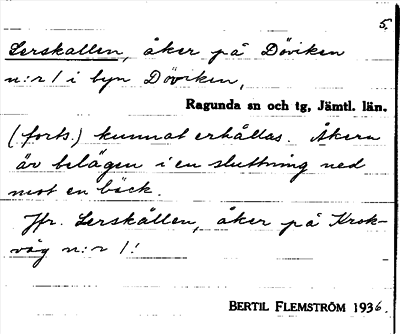 5.
Lerskallen, åker på Döviken
n:r 1 i byn Döviken,
Ragunda sn och tg, Jämtl. län.
(forts.) kunnat erhållas. Åkern
är belägen i en sluttning ned
mot en bäck.
Jfr. Lerskällen, åker på Krok-
våg n:r 1!
BERTIL FLEMSTRÖM 1936.